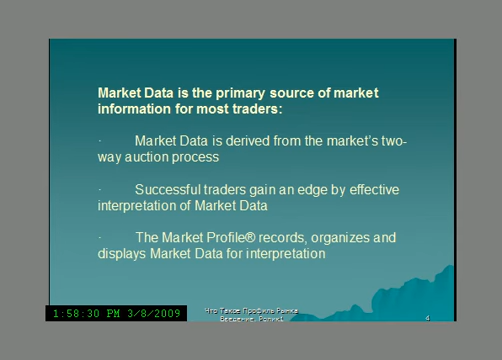 Market Data is the primary source of market
information for most traders:
· Market Data is derived from the market's two-
way auction process
· Successful traders gain an edge by effective
interpretation of Market Data
· The Market Profile® records, organizes and
displays Market Data for interpretation
1:58:30 PM 3/8/2009
Что Такое Профиль Рынка
Введение. Ролик1
4